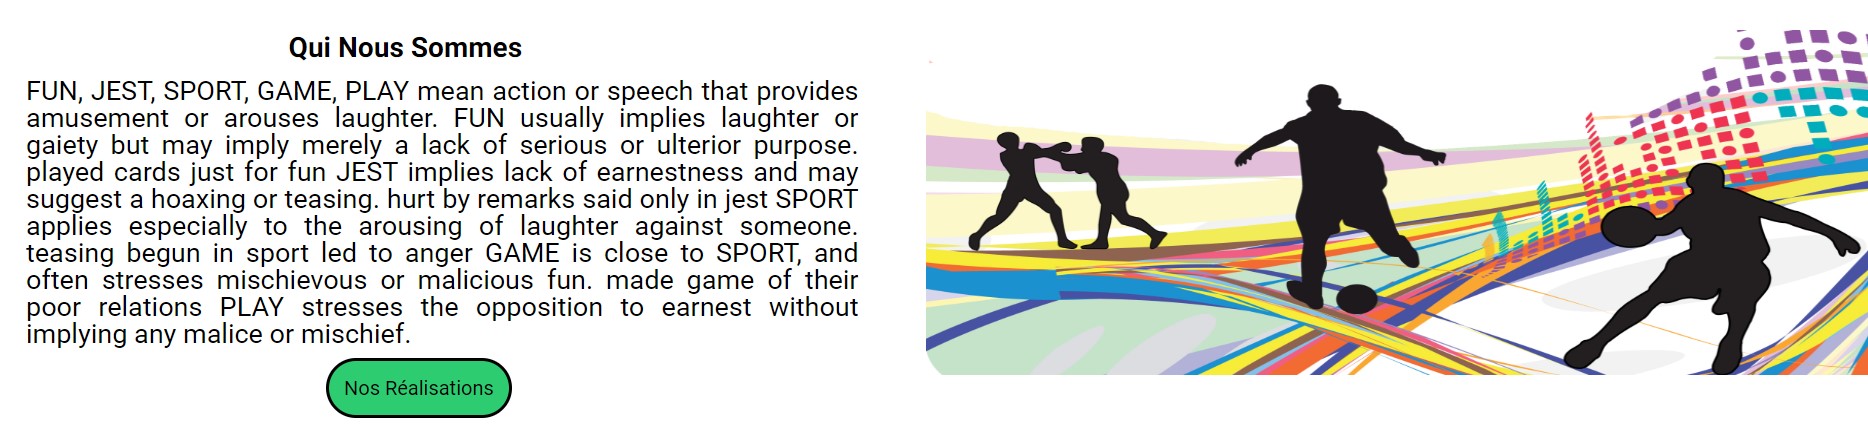 Qui Nous Sommes
FUN, JEST, SPORT, GAME, PLAY mean action or speech that provides
amusement or arouses laughter. FUN usually implies laughter or
gaiety but may imply merely a lack of serious or ulterior purpose.
played cards just for fun JEST implies lack of earnestness and may
suggest a hoaxing or teasing. hurt by remarks said only in jest SPORT
applies especially to the arousing of laughter against someone.
teasing begun in sport led to anger GAME is close to SPORT, and
often stresses mischievous or malicious fun. made game of their
poor relations PLAY stresses the opposition to earnest without
implying any malice or mischief.
Nos Réalisations